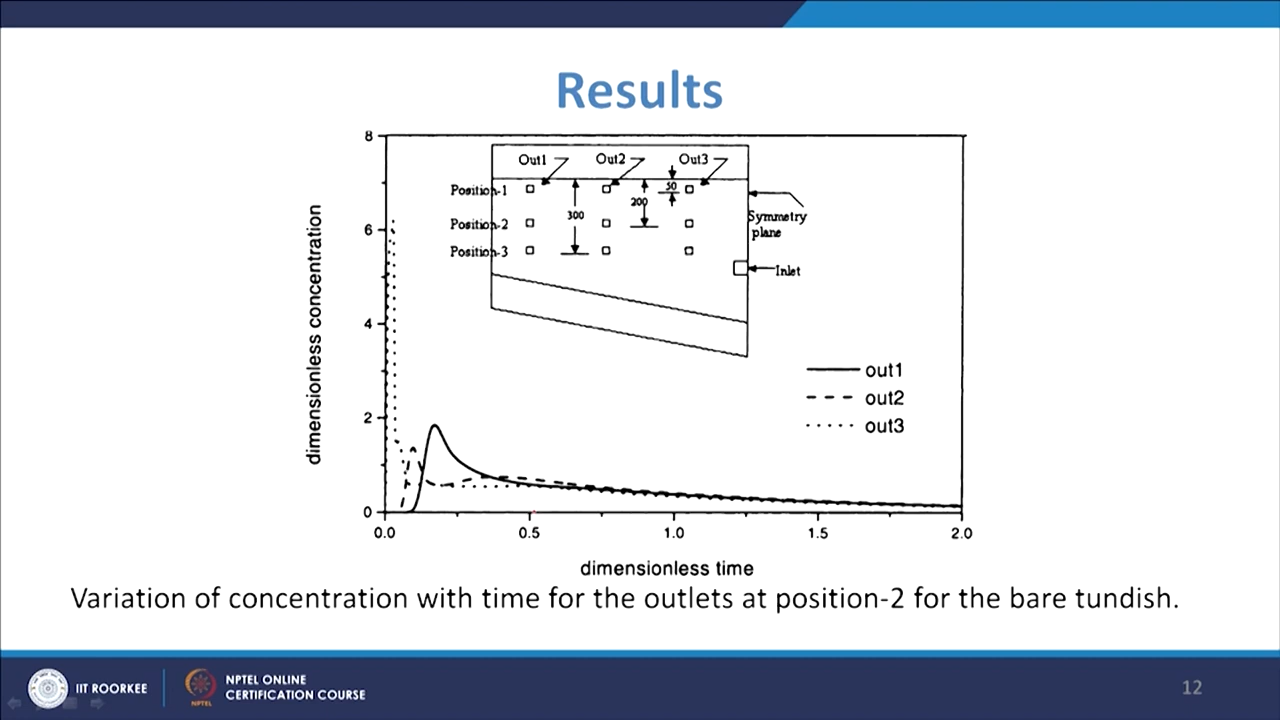 Results
8
Out1 Out2 Out3
Position-1
50
200
300
Symmetry
plane
Position-2
Position-3
Inlet
6
4
2
0
dimensionless concentration
out1
out2
out3
0.0 0.5 1.0 1.5 2.0
dimensionless time
Variation of concentration with time for the outlets at position-2 for the bare tundish.
IIT ROORKEE
NPTEL
NPTEL ONLINE
CERTIFICATION COURSE
12